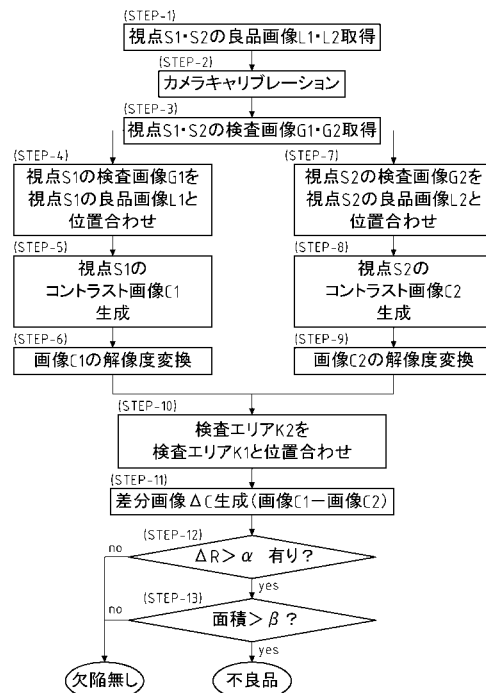 (STEP-1)
視点S1・S2の良品画像L1・L2取得
(STEP-2)
カメラキャリブレーション
(STEP-3)
視点S1・S2の検査画像G1・G2取得
(STEP-4)
視点S1の検査画像G1を
視点S1の良品画像L1と
位置合わせ
(STEP-5)
視点S1の
コントラスト画像C1
生成
(STEP-6)
画像C1の解像度変換
(STEP-7)
視点S2の検査画像G2を
視点S2の良品画像L2と
位置合わせ
(STEP-8)
視点S2の
コントラスト画像C2
生成
(STEP-9)
画像C2の解像度変換
(STEP-10)
検査エリアK2を
検査エリアK1と位置合わせ
(STEP-11)
差分画像ΔC生成(画像C1－画像C2)
(STEP-12)
no
ΔR＞α 有り？
yes
(STEP-13)
no
面積＞β？
yes
欠陥無し
不良品